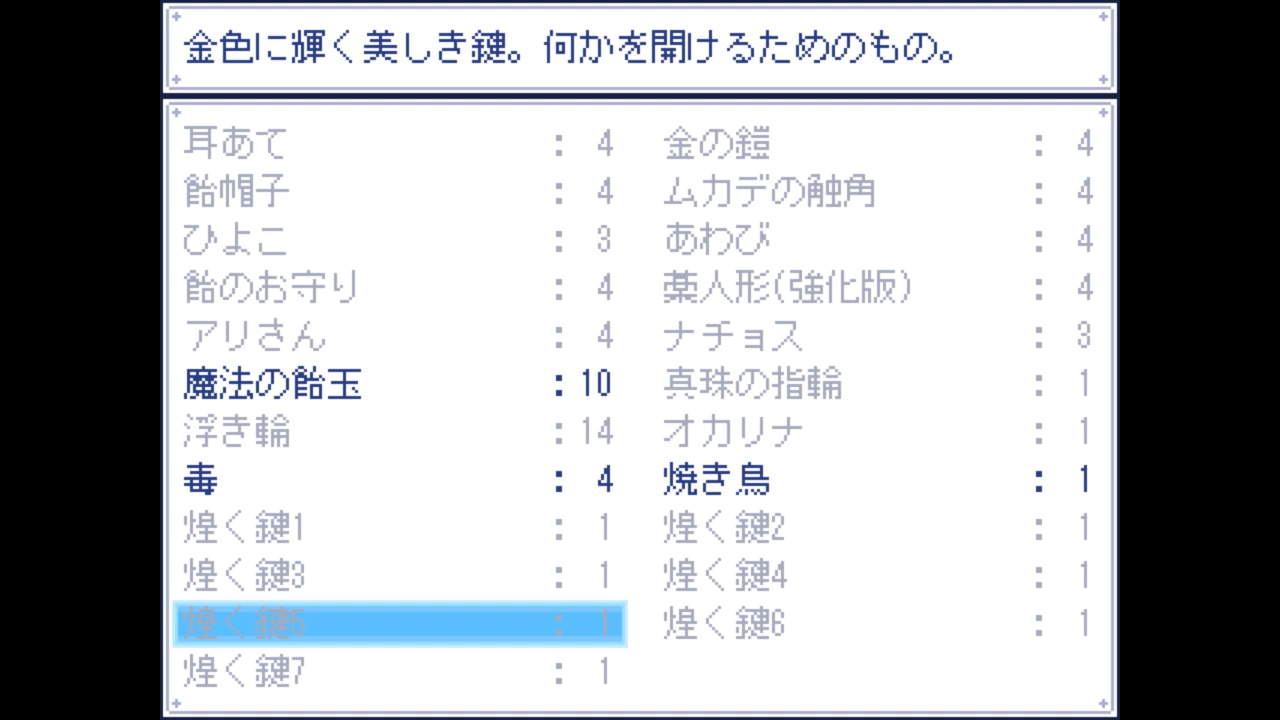 金色に輝く美しき鍵。何かを開けるためのもの。
耳あて : 4 金の鎧 : 4
飴帽子 : 4 ムカデの触角 : 4
ひよこ : 3 あわび : 4
飴のお守り : 4 藁人形(強化版) : 4
アリさん : 4 ナチョス : 3
魔法の飴玉 : 10 真珠の指輪 : 1
浮き輪 : 14 オカリナ : 1
毒 : 4 焼き鳥 : 1
煌く鍵1 : 1 煌く鍵2 : 1
煌く鍵3 : 1 煌く鍵4 : 1
煌く鍵5 : 1 煌く鍵6 : 1
煌く鍵7 : 1